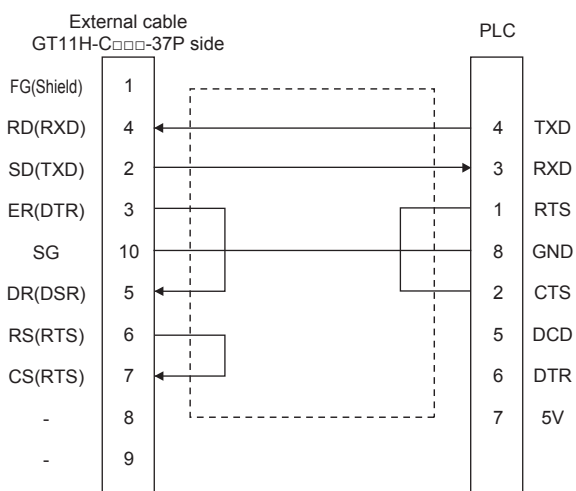 External cable
GT11H-C□□□-37P side
PLC
FG(Shield) 1
RD(RXD) 4 4 TXD
SD(TXD) 2 3 RXD
ER(DTR) 3 1 RTS
SG 10 8 GND
DR(DSR) 5 2 CTS
RS(RTS) 6 5 DCD
CS(RTS) 7 6 DTR
- 8 7 5V
- 9